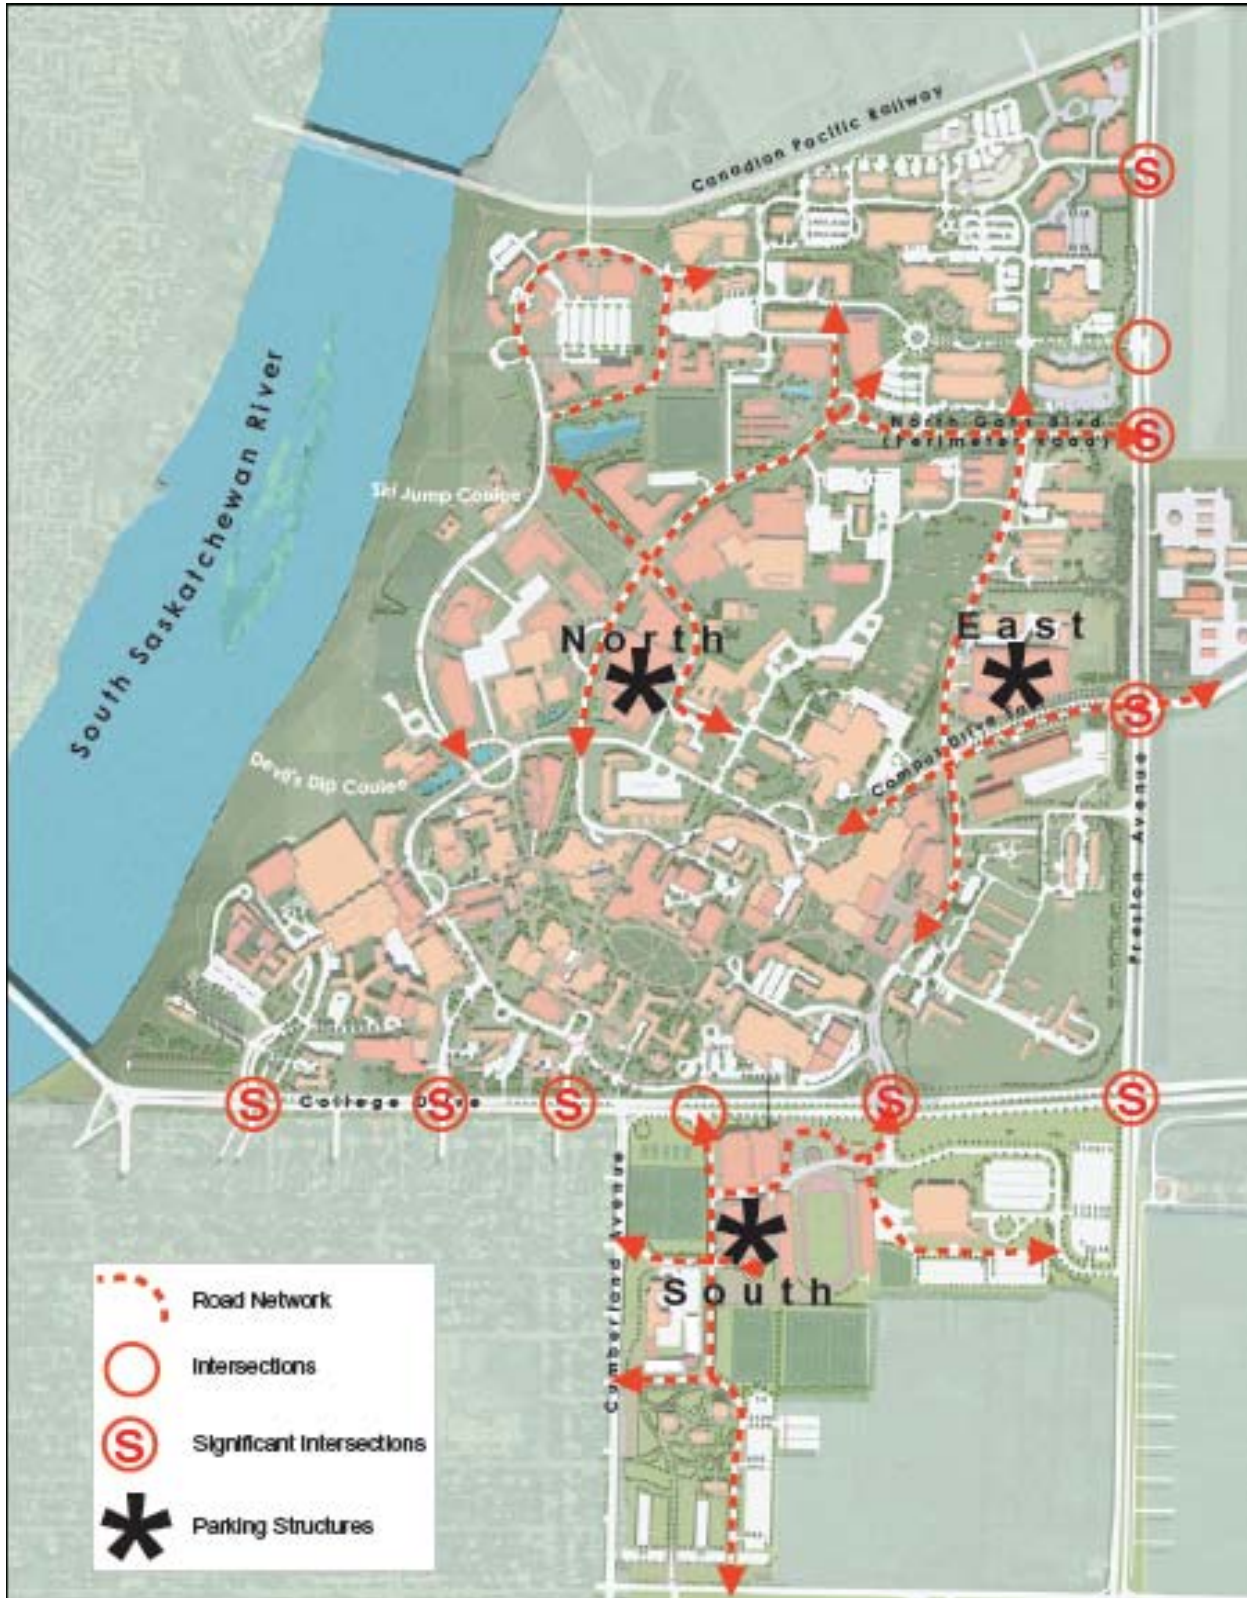 Canadian Pacific Railway
S
North Gate Blvd.
(Perimeter Road)
S
South Saskatchewan River
Ski Jump Coulee
North
East
S
Campus Drive
Devil's Dip Coulee
Preston Avenue
S
College Drive
S
S
S
S
Cumberland Avenue
South
Road Network
Intersections
S
Significant Intersections
Parking Structures